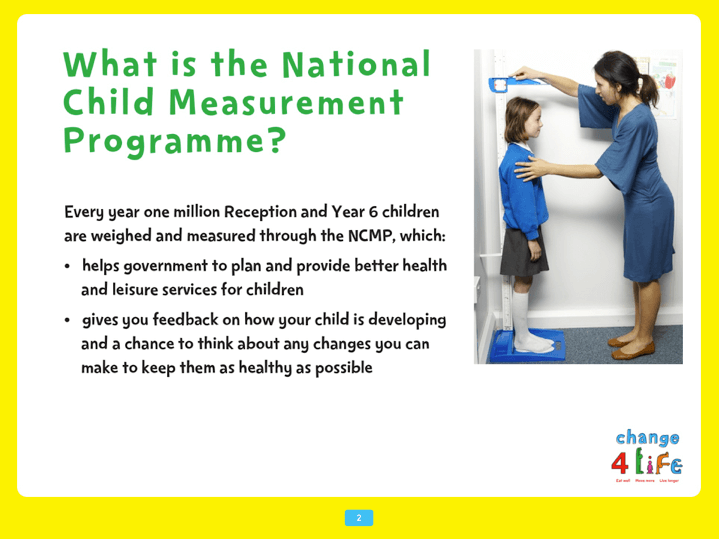 What is the National
Child Measurement
Programme?
Every year one million Reception and Year 6 children
are weighed and measured through the NCMP, which:
• helps government to plan and provide better health
and leisure services for children
• gives you feedback on how your child is developing
and a chance to think about any changes you can
make to keep them as healthy as possible
change
4 Life
Eat well Move more Live longer
2